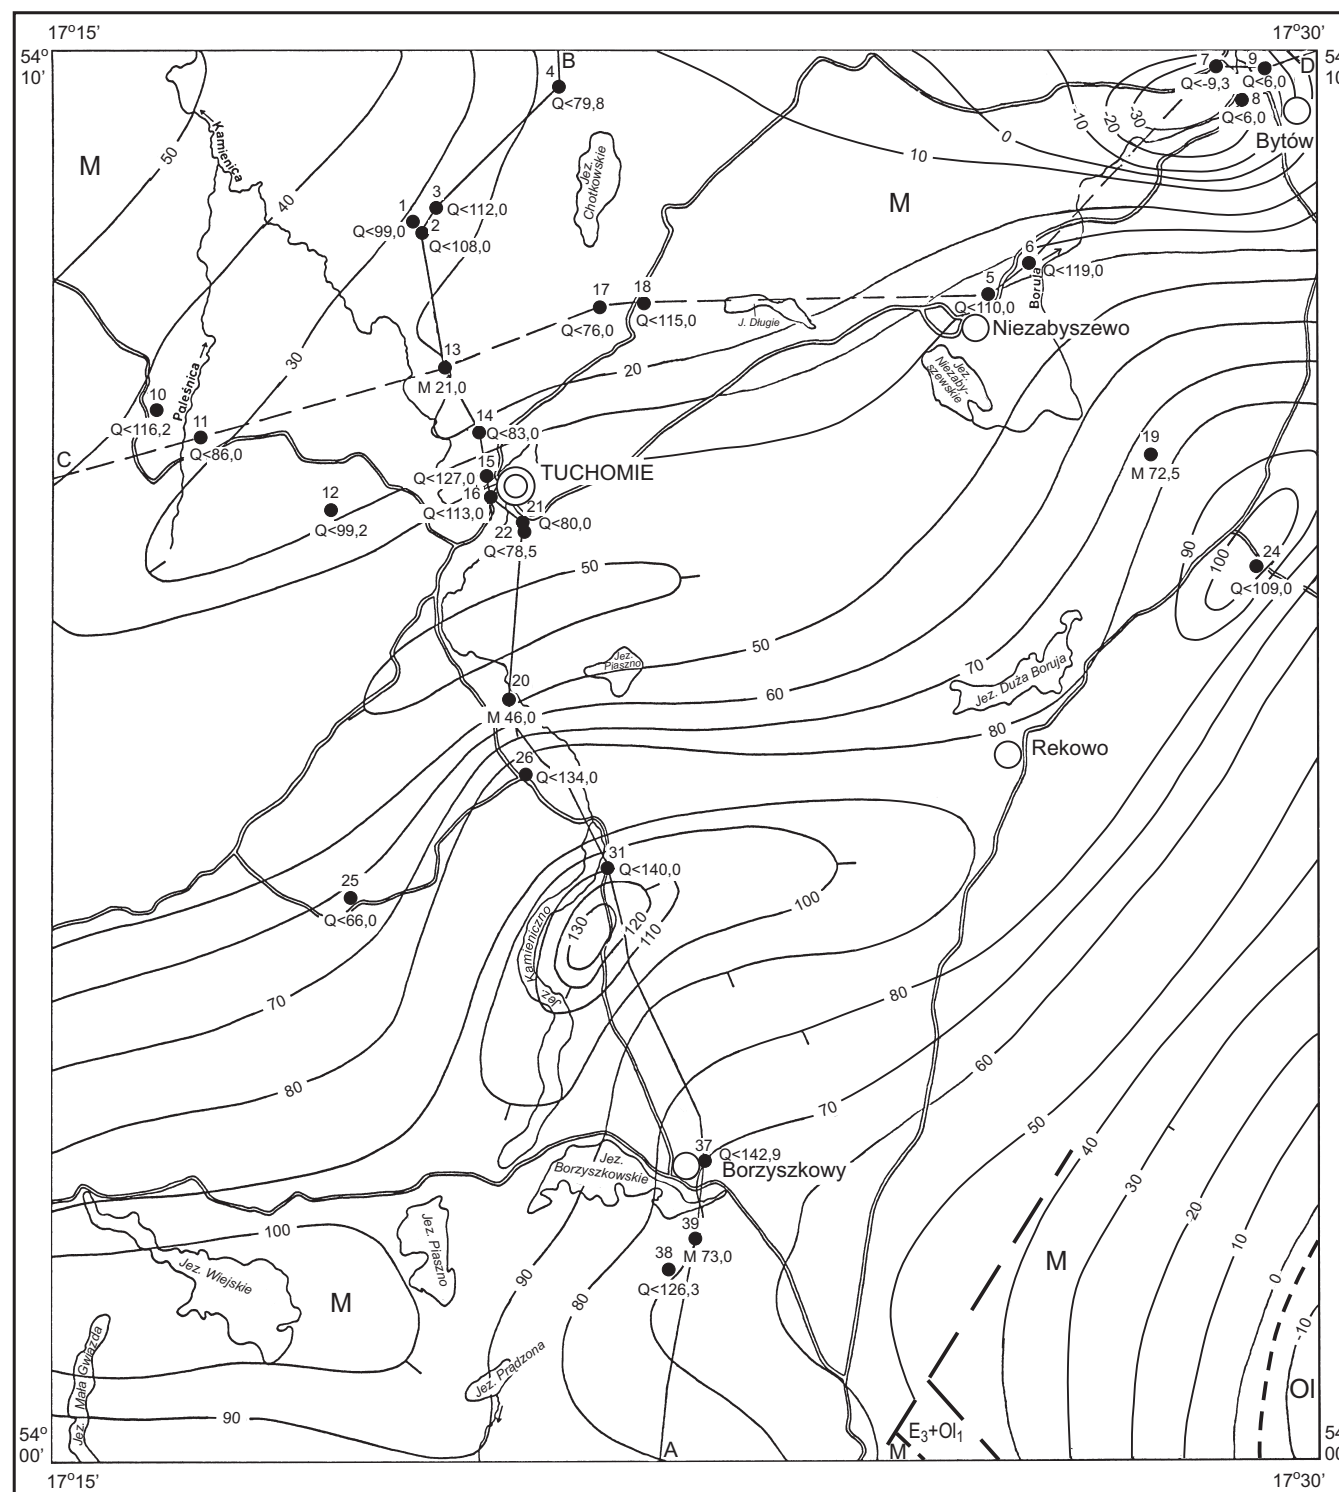 17°15' 17°30'
54°
10'
54
10
B
4
Q<79,8
7
9
D
Q<-9,3
Q<6,0
8
Q<6,0
Bytów
-10
-20
-30
0
10
50
M
Kamienica
Jez.
Chotkowskie
M
40
3
1
Q<112,0
2
Q<99,0
Q<108,0
6
Q<119,0
5
Boruja
Q<110,0
17
18
Q<76,0
Q<115,0
J. Długie
Niezabyszewo
30
13
M 21,0
20
Jez.
Niezaby-
szewskie
Paleśnica
10
Q<116,2
11
Q<86,0
C
14
Q<83,0
15
Q<127,0
TUCHOMIE
16
Q<113,0
21
Q<80,0
22
Q<78,5
12
Q<99,2
19
M 72,5
90
100
24
Q<109,0
50
50
Jez.
Piaszno
60
70
Jez. Duża Boruja
20
M 46,0
80
Rekowo
26
Q<134,0
31
Q<140,0
25
Q<66,0
100
120
110
130
Jez.
Kamieniczno
70
80
80
60
70
50
40
30
20
10
0
-10
37
Q<142,9
Borzyszkowy
Jez.
Borzyszkowskie
39
M 73,0
38
Q<126,3
100
Jez. Piaszno
Jez. Wiejskie
M
90
80
M
Jez. Mała Gwiazda
Jez. Prądzona
90
Ol
E₃+Ol₁
M
A
54°
00'
54
00
17°15' 17°30'